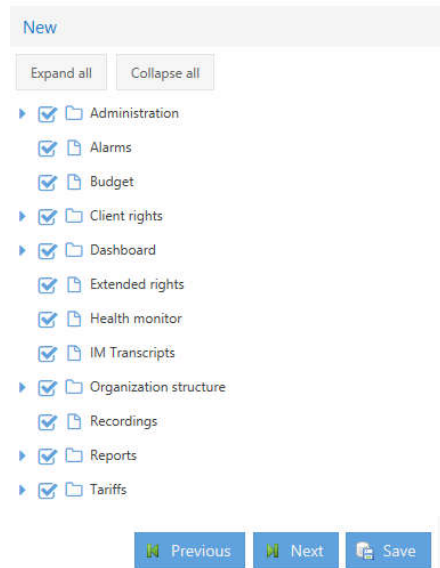 New
Expand all Collapse all
Administration
Alarms
Budget
Client rights
Dashboard
Extended rights
Health monitor
IM Transcripts
Organization structure
Recordings
Reports
Tariffs
Previous Next Save